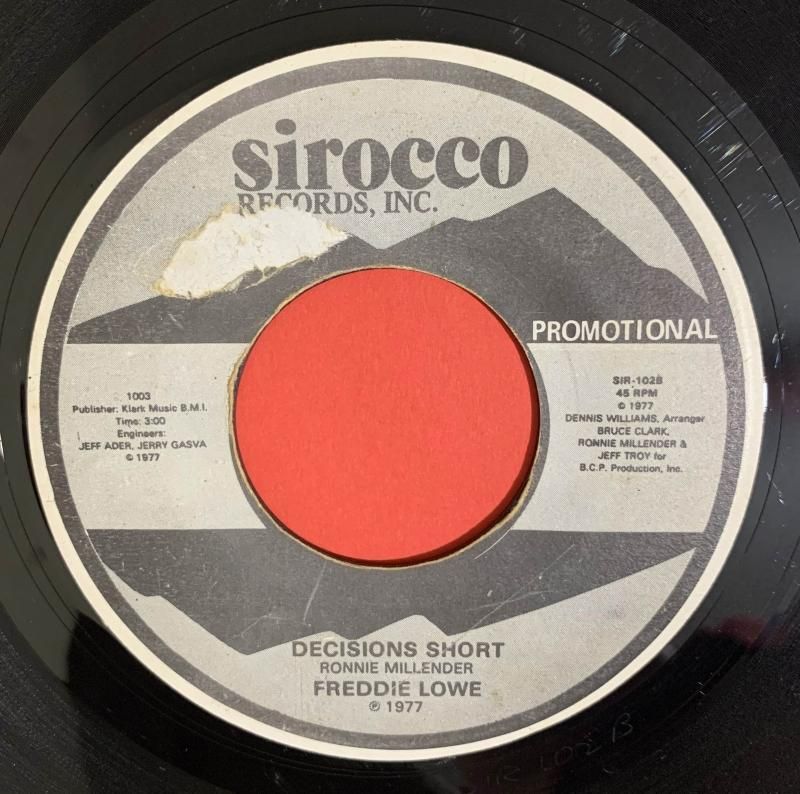 sirocco
RECORDS, INC.
PROMOTIONAL
1003
Publisher: Klark Music B.M.I.
Time: 3:00
Engineers:
JEFF ADER, JERRY GASVA
© 1977
SIR-102B
45 RPM
© 1977
DENNIS WILLIAMS, Arranger
BRUCE CLARK,
RONNIE MILLENDER &
JEFF TROY for
B.C.P. Production, Inc.
DECISIONS SHORT
RONNIE MILLENDER
FREDDIE LOWE
℗ 1977